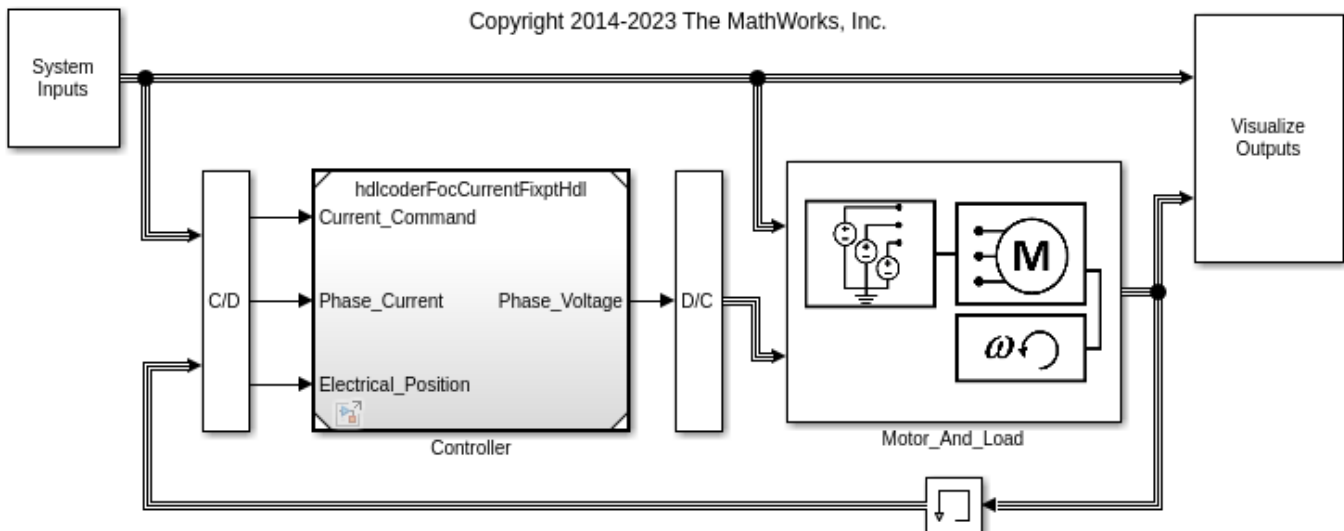 Copyright 2014-2023 The MathWorks, Inc.
System
Inputs
Visualize
Outputs
C/D
hdlcoderFocCurrentFixptHdl
Current_Command
Phase_Current
Phase_Voltage
Electrical_Position
Controller
D/C
M
ω
Motor_And_Load